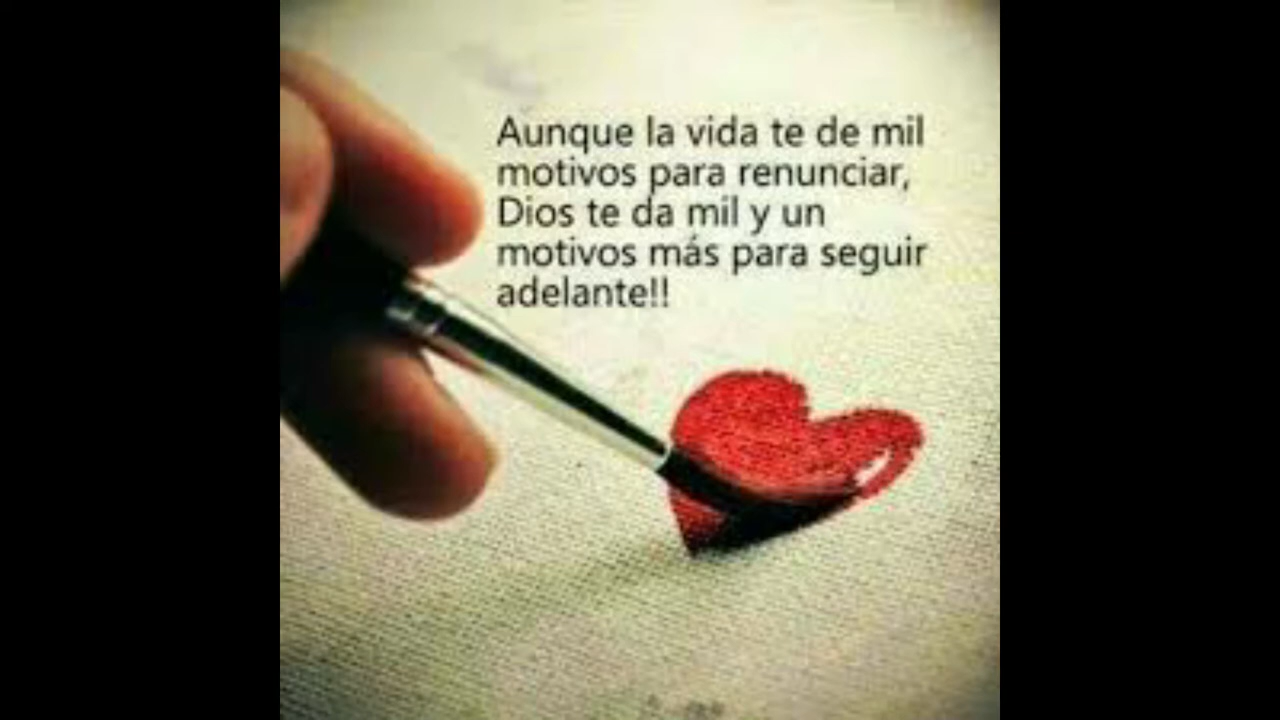 Aunque la vida te de mil
motivos para renunciar,
Dios te da mil y un
motivos más para seguir
adelante!!